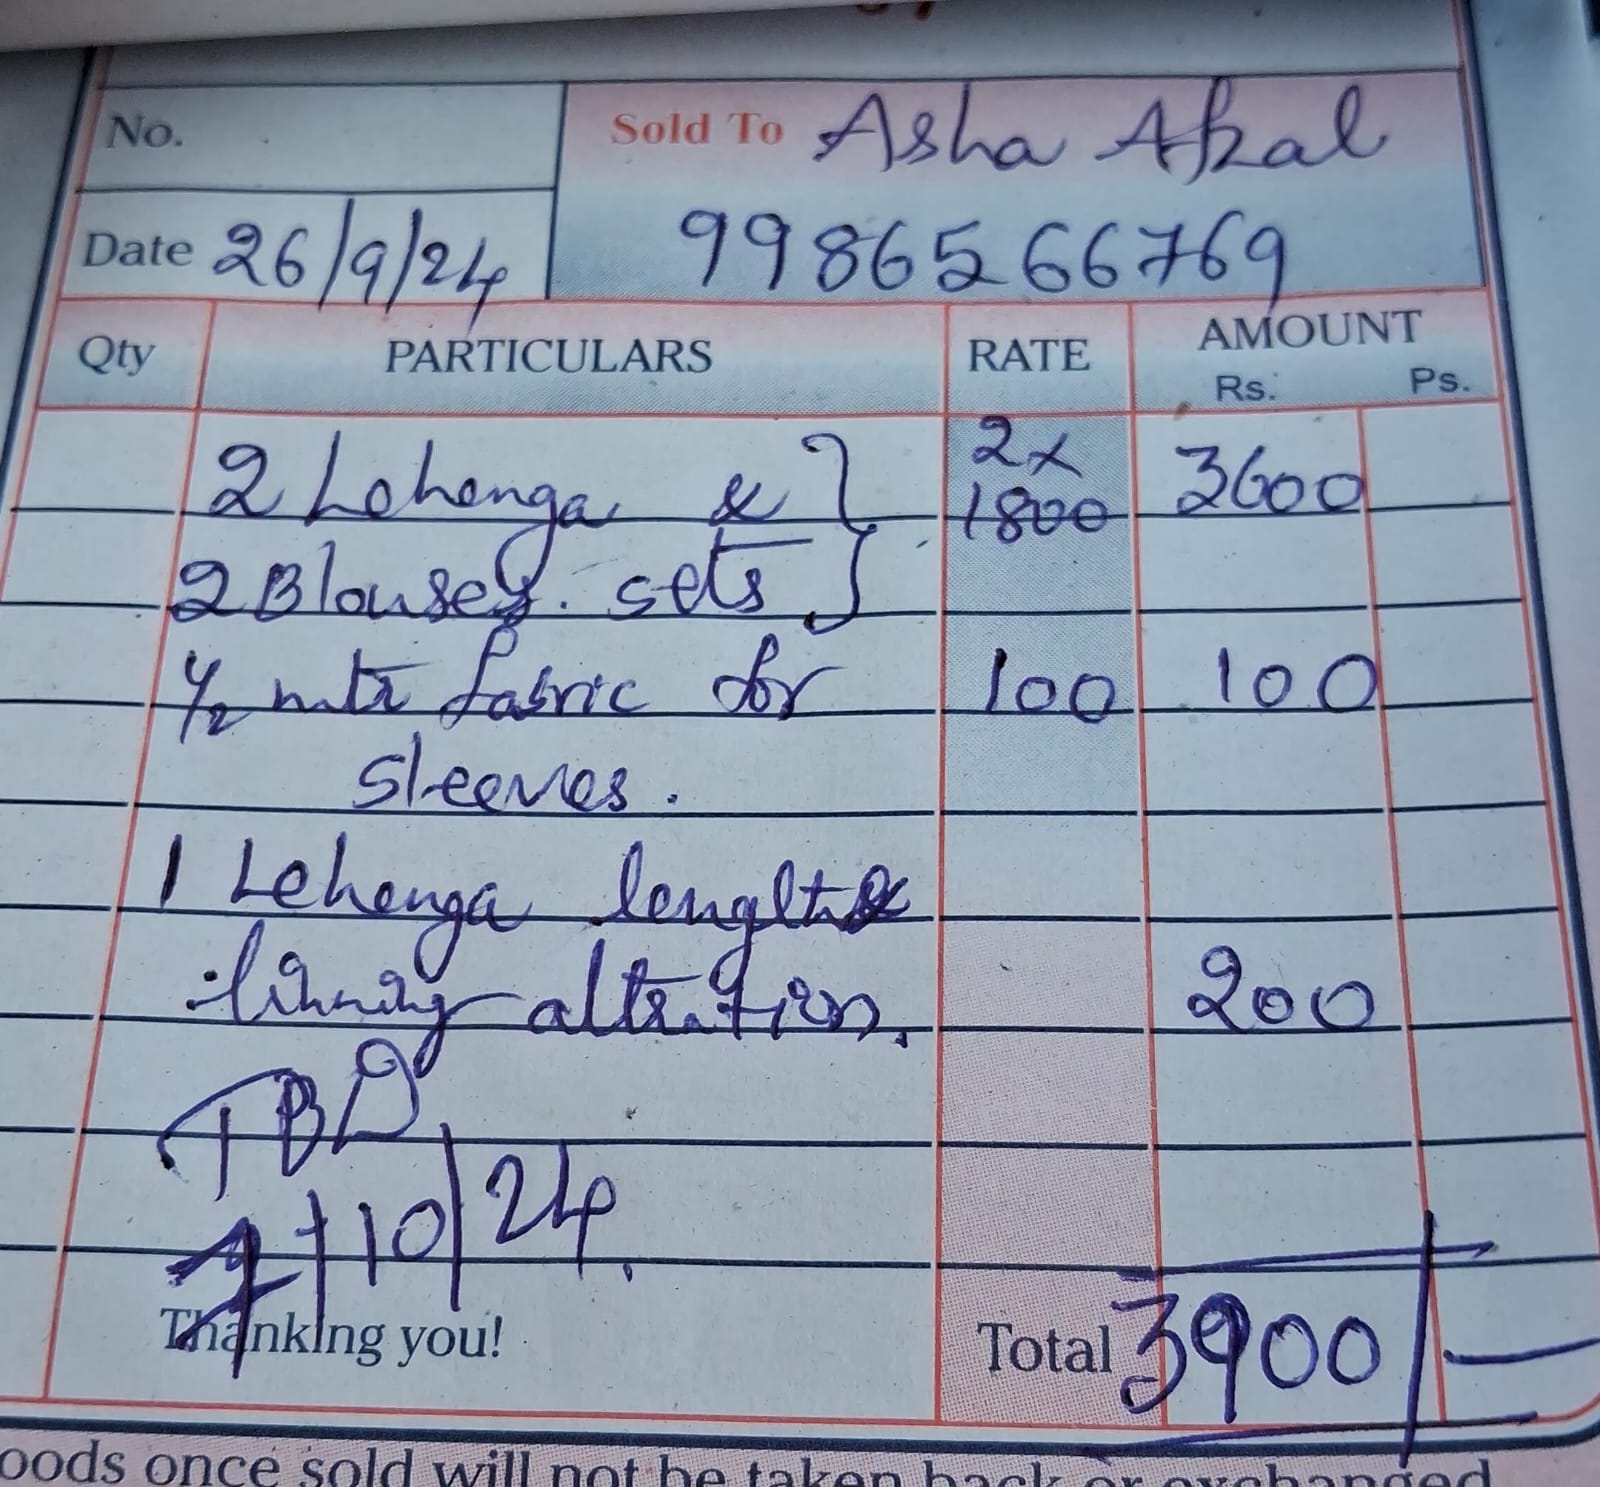 No.
Sold To Asha Afzal
9986566769
Date 26/9/24
Qty PARTICULARS RATE AMOUNT
Rs. Ps.
2 Lehenga & 2x 3600
1800
2 Blouses. sets
1/2 mtr fabric for 100 100
sleeves.
1 Lehenga length &
linning altration. 200
TBD
7/10/24
Thanking you!
Total 3900/-
oods once sold will not be taken back or exchanged